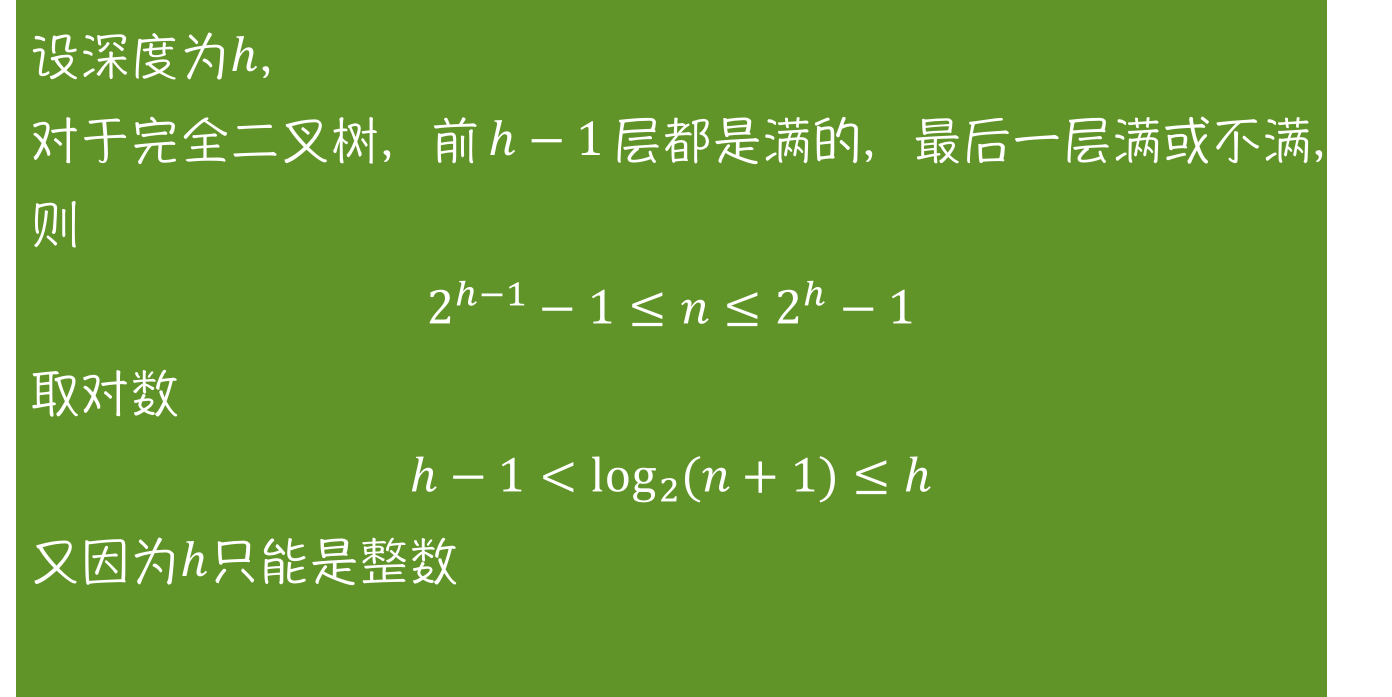 设深度为h,
对于完全二叉树，前 h − 1 层都是满的，最后一层满或不满,
则
2^{h−1} − 1 ≤ n ≤ 2^h − 1
取对数
h − 1 < log₂(n + 1) ≤ h
又因为h只能是整数